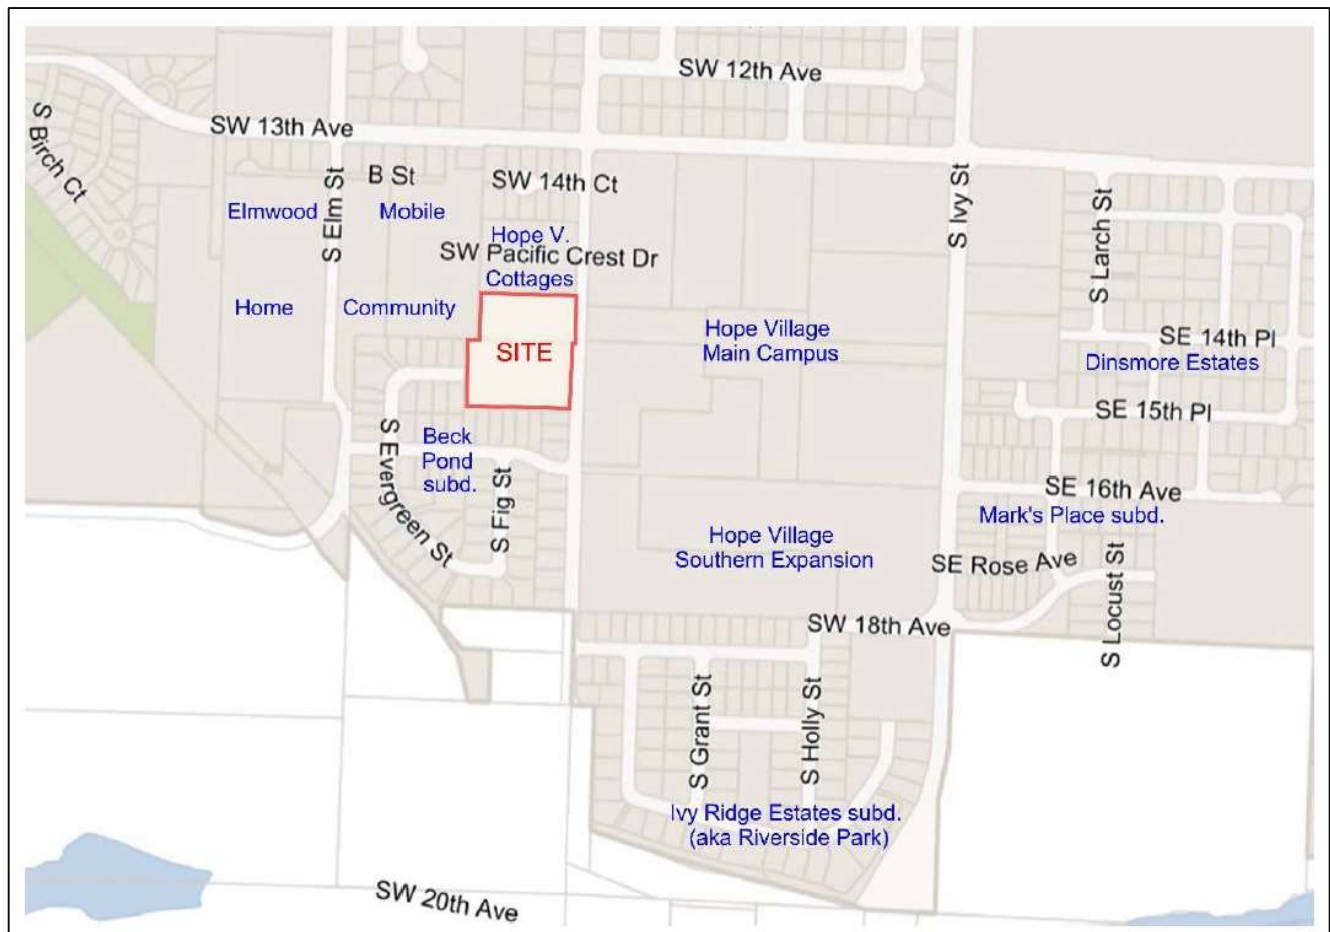 SW 12th Ave
SW 13th Ave
S Birch Ct
B St
SW 14th Ct
S Elm St
S Ivy St
S Larch St
Elmwood
Mobile
Hope V.
SW Pacific Crest Dr
Cottages
Home
Community
SITE
Hope Village
Main Campus
SE 14th Pl
Dinsmore Estates
SE 15th Pl
S Evergreen St
Beck
Pond
subd.
S Fig St
SE 16th Ave
Mark's Place subd.
Hope Village
Southern Expansion
SE Rose Ave
S Locust St
SW 18th Ave
S Grant St
S Holly St
Ivy Ridge Estates subd.
(aka Riverside Park)
SW 20th Ave